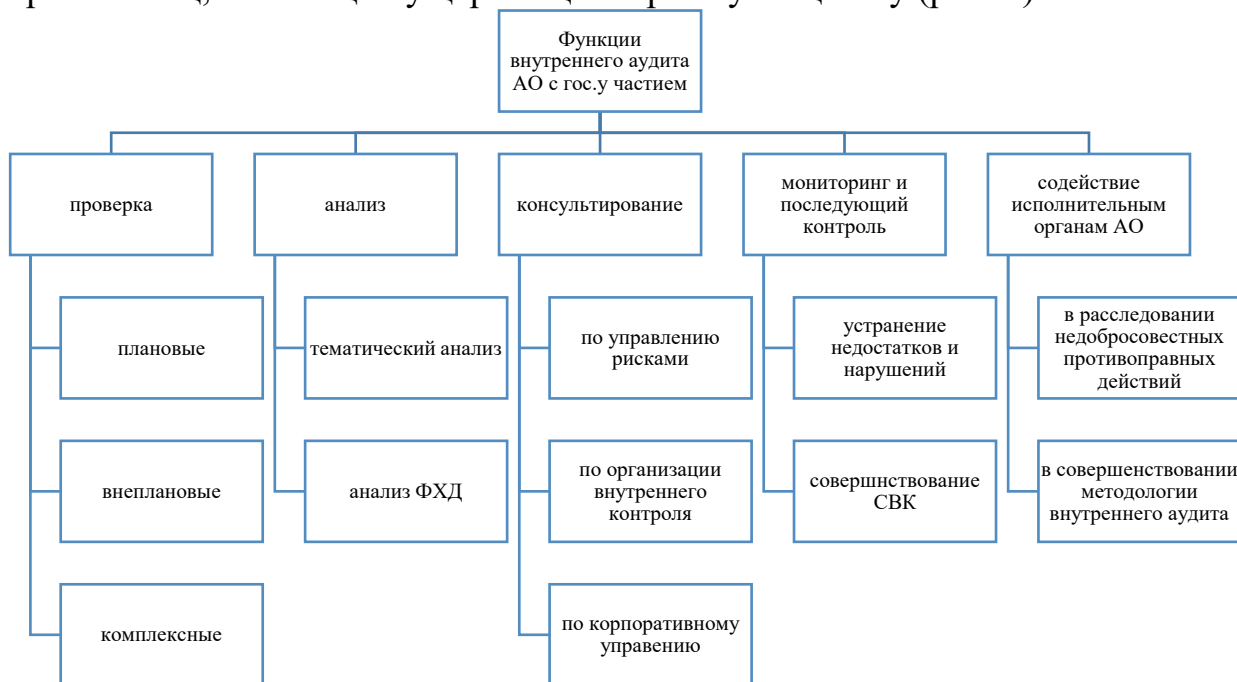 Функции
внутреннего аудита
АО с гос.у частием
проверка
плановые
внеплановые
комплексные
анализ
тематический анализ
анализ ФХД
консультирование
по управлению
рисками
по организации
внутреннего
контроля
по корпоративному
управению
мониторинг и
последующий
контроль
устранение
недостатков и
нарушений
совершнствование
СВК
содействие
исполнительным
органам АО
в расследовании
недобросовестных
противоправных
действий
в совершенствовании
методологии
внутреннего аудита